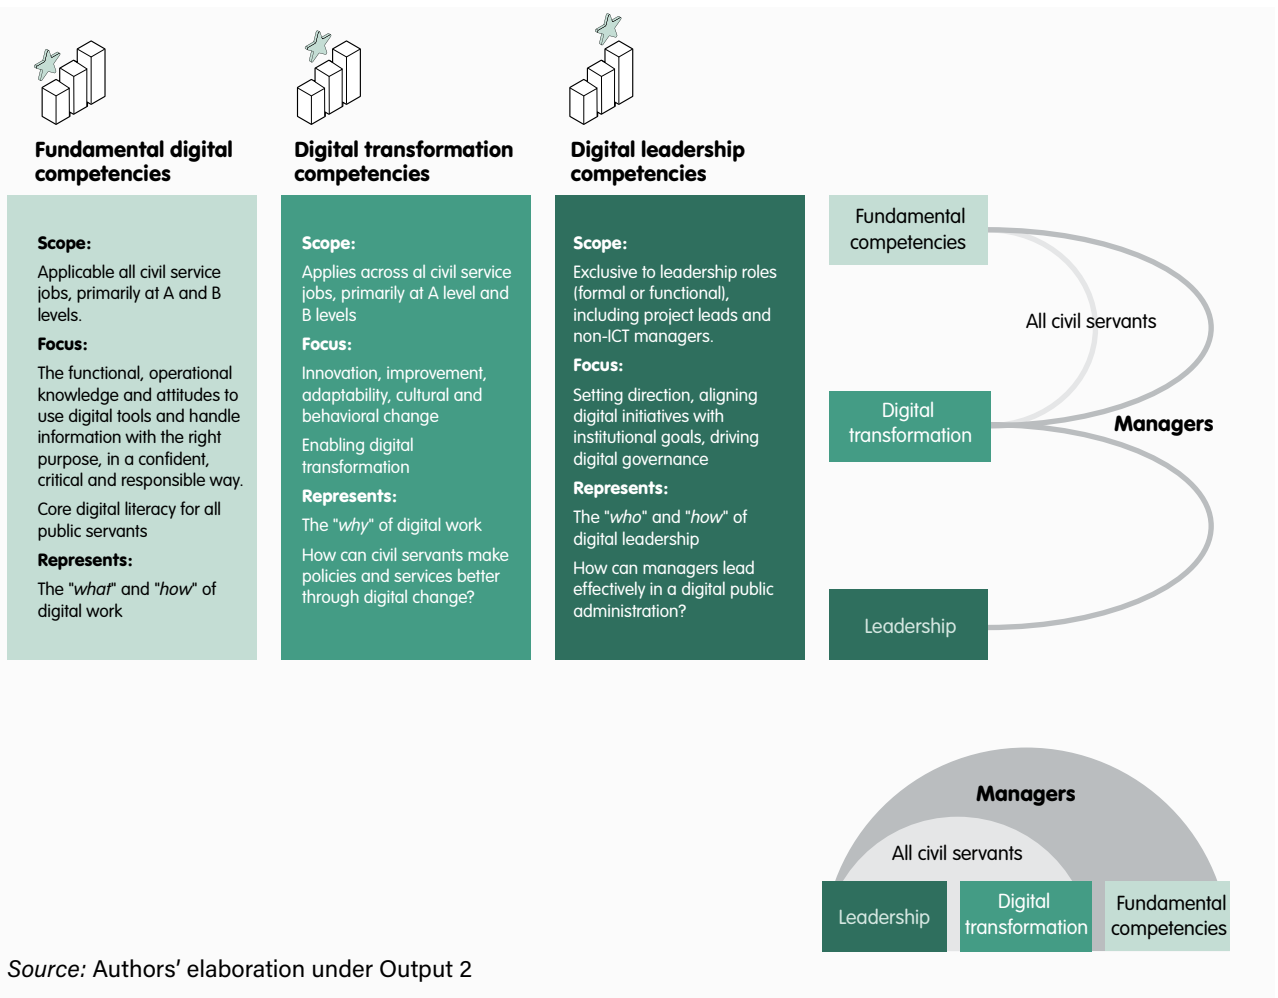 Fundamental digital
competencies
Scope:
Applicable all civil service
jobs, primarily at A and B
levels.
Focus:
The functional, operational
knowledge and attitudes to
use digital tools and handle
information with the right
purpose, in a confident,
critical and responsible way.
Core digital literacy for all
public servants
Represents:
The "what" and "how" of
digital work
Digital transformation
competencies
Scope:
Applies across al civil service
jobs, primarily at A level and
B levels
Focus:
Innovation, improvement,
adaptability, cultural and
behavioral change
Enabling digital
transformation
Represents:
The "why" of digital work
How can civil servants make
policies and services better
through digital change?
Digital leadership
competencies
Scope:
Exclusive to leadership roles
(formal or functional),
including project leads and
non-ICT managers.
Focus:
Setting direction, aligning
digital initiatives with
institutional goals, driving
digital governance
Represents:
The "who" and "how" of
digital leadership
How can managers lead
effectively in a digital public
administration?
Fundamental
competencies
All civil servants
Digital
transformation
Managers
Leadership
Managers
All civil servants
Leadership
Digital
transformation
Fundamental
competencies
Source: Authors' elaboration under Output 2